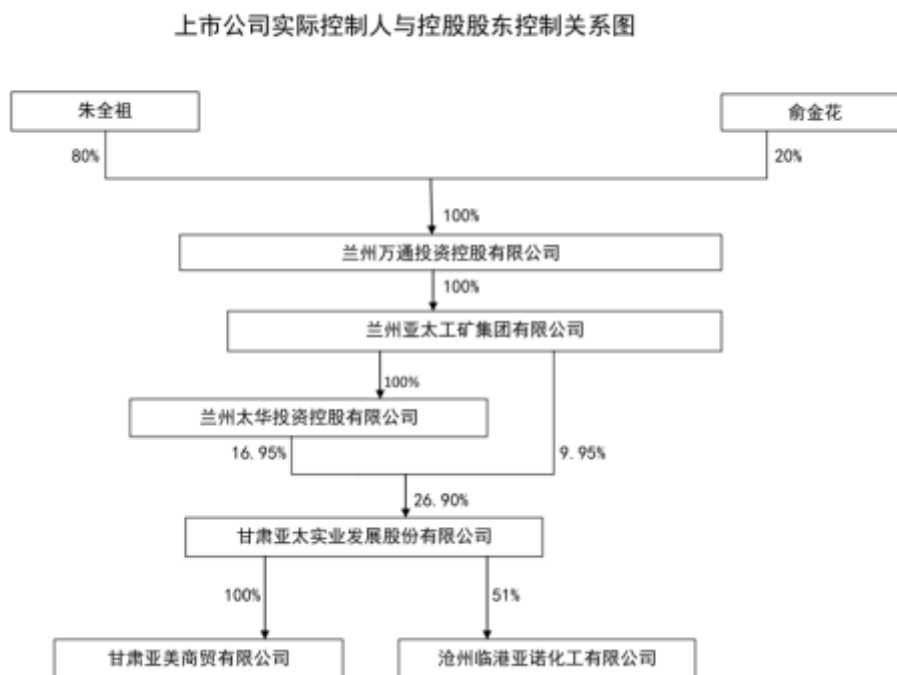 上市公司实际控制人与控股股东控制关系图
朱全祖
俞金花
80%
20%
100%
兰州万通投资控股有限公司
100%
兰州亚太工矿集团有限公司
100%
兰州太华投资控股有限公司
16.95%
9.95%
26.90%
甘肃亚太实业发展股份有限公司
100%
51%
甘肃亚美商贸有限公司
沧州临港亚诺化工有限公司